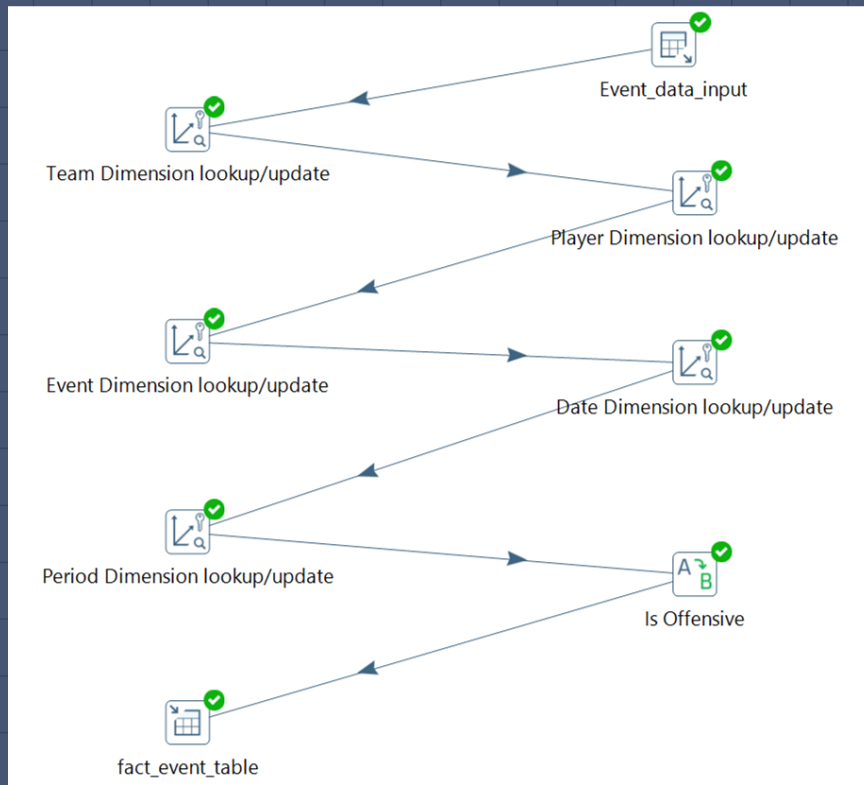 Event_data_input
Team Dimension lookup/update
Player Dimension lookup/update
Event Dimension lookup/update
Date Dimension lookup/update
Period Dimension lookup/update
A
B
Is Offensive
fact_event_table